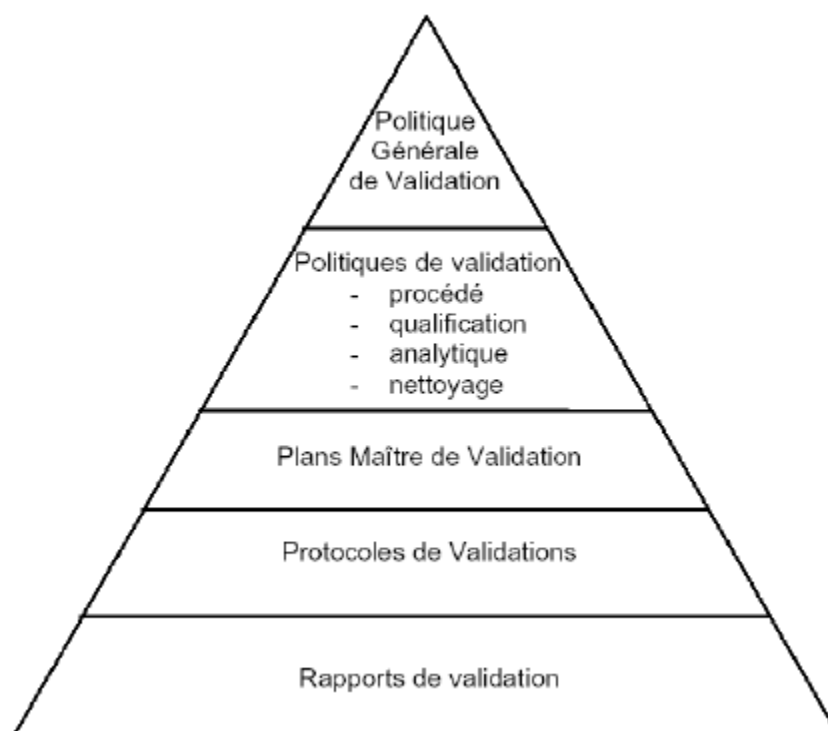 Politique
Générale
de Validation
Politiques de validation
- procédé
- qualification
- analytique
- nettoyage
Plans Maître de Validation
Protocoles de Validations
Rapports de validation